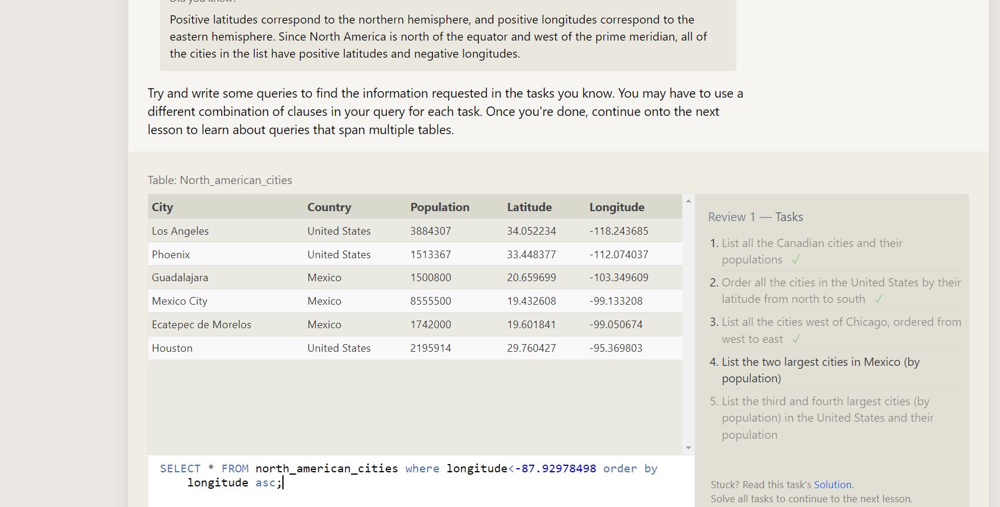 Did you know?
Positive latitudes correspond to the northern hemisphere, and positive longitudes correspond to the
eastern hemisphere. Since North America is north of the equator and west of the prime meridian, all of
the cities in the list have positive latitudes and negative longitudes.
Try and write some queries to find the information requested in the tasks you know. You may have to use a
different combination of clauses in your query for each task. Once you're done, continue onto the next
lesson to learn about queries that span multiple tables.
Table: North_american_cities
City Country Population Latitude Longitude
Los Angeles United States 3884307 34.052234 -118.243685
Phoenix United States 1513367 33.448377 -112.074037
Guadalajara Mexico 1500800 20.659699 -103.349609
Mexico City Mexico 8555500 19.432608 -99.133208
Ecatepec de Morelos Mexico 1742000 19.601841 -99.050674
Houston United States 2195914 29.760427 -95.369803
SELECT * FROM north_american_cities where longitude<-87.92978498 order by
longitude asc;
Review 1 — Tasks
1. List all the Canadian cities and their
populations ✓
2. Order all the cities in the United States by their
latitude from north to south ✓
3. List all the cities west of Chicago, ordered from
west to east ✓
4. List the two largest cities in Mexico (by
population)
5. List the third and fourth largest cities (by
population) in the United States and their
population
Stuck? Read this task's Solution.
Solve all tasks to continue to the next lesson.